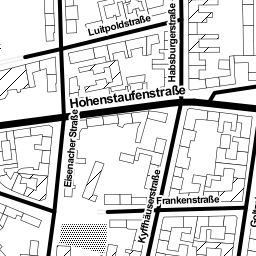 Luitpoldstraße
Habsburgerstraße
Hohenstaufenstraße
Eisenacher Straße
Kyffhäuserstraße
Frankenstraße